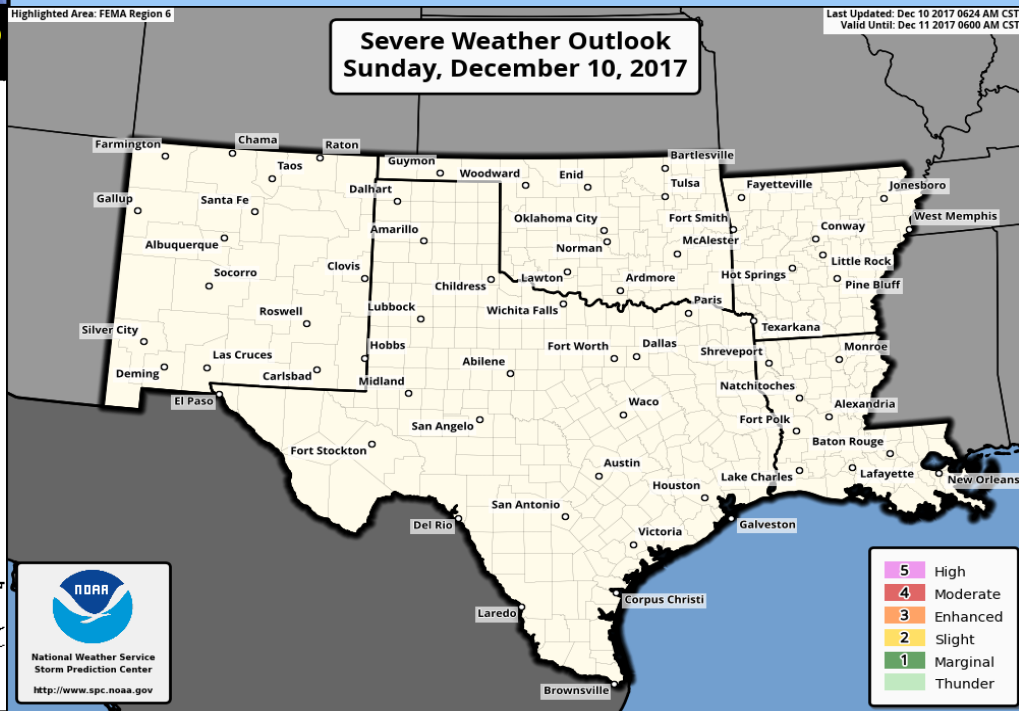 Highlighted Area: FEMA Region 6
Last Updated: Dec 10 2017 0624 AM CST
Valid Until: Dec 11 2017 0600 AM CST
Severe Weather Outlook
Sunday, December 10, 2017
Farmington
Chama
Raton
Taos
Guymon
Woodward
Enid
Bartlesville
Tulsa
Fayetteville
Jonesboro
Gallup
Santa Fe
Dalhart
Oklahoma City
Fort Smith
West Memphis
Albuquerque
Amarillo
Norman
McAlester
Conway
Little Rock
Socorro
Clovis
Childress
Lawton
Ardmore
Hot Springs
Pine Bluff
Roswell
Lubbock
Wichita Falls
Paris
Texarkana
Silver City
Las Cruces
Hobbs
Abilene
Fort Worth
Dallas
Shreveport
Monroe
Deming
Carlsbad
Midland
Natchitoches
El Paso
San Angelo
Waco
Fort Polk
Alexandria
Fort Stockton
Baton Rouge
Austin
Lake Charles
Lafayette
New Orleans
Houston
San Antonio
Del Rio
Victoria
Galveston
Laredo
Corpus Christi
Brownsville
NOAA
National Weather Service
Storm Prediction Center
http://www.spc.noaa.gov
5 High
4 Moderate
3 Enhanced
2 Slight
1 Marginal
Thunder